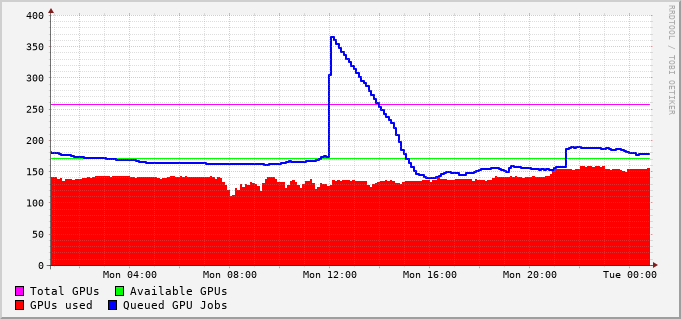 400
350
300
250
200
150
100
50
0
Mon 04:00 Mon 08:00 Mon 12:00 Mon 16:00 Mon 20:00 Tue 00:00
Total GPUs Available GPUs
GPUs used Queued GPU Jobs
RRDTOOL / TOBI OETIKER